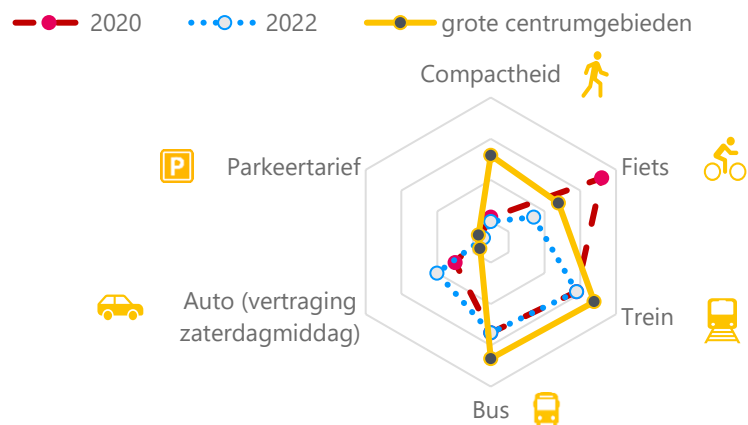 2020 2022 grote centrumgebieden
Compactheid
P Parkeertarief Fiets
Auto (vertraging
zaterdagmiddag)
Trein
Bus